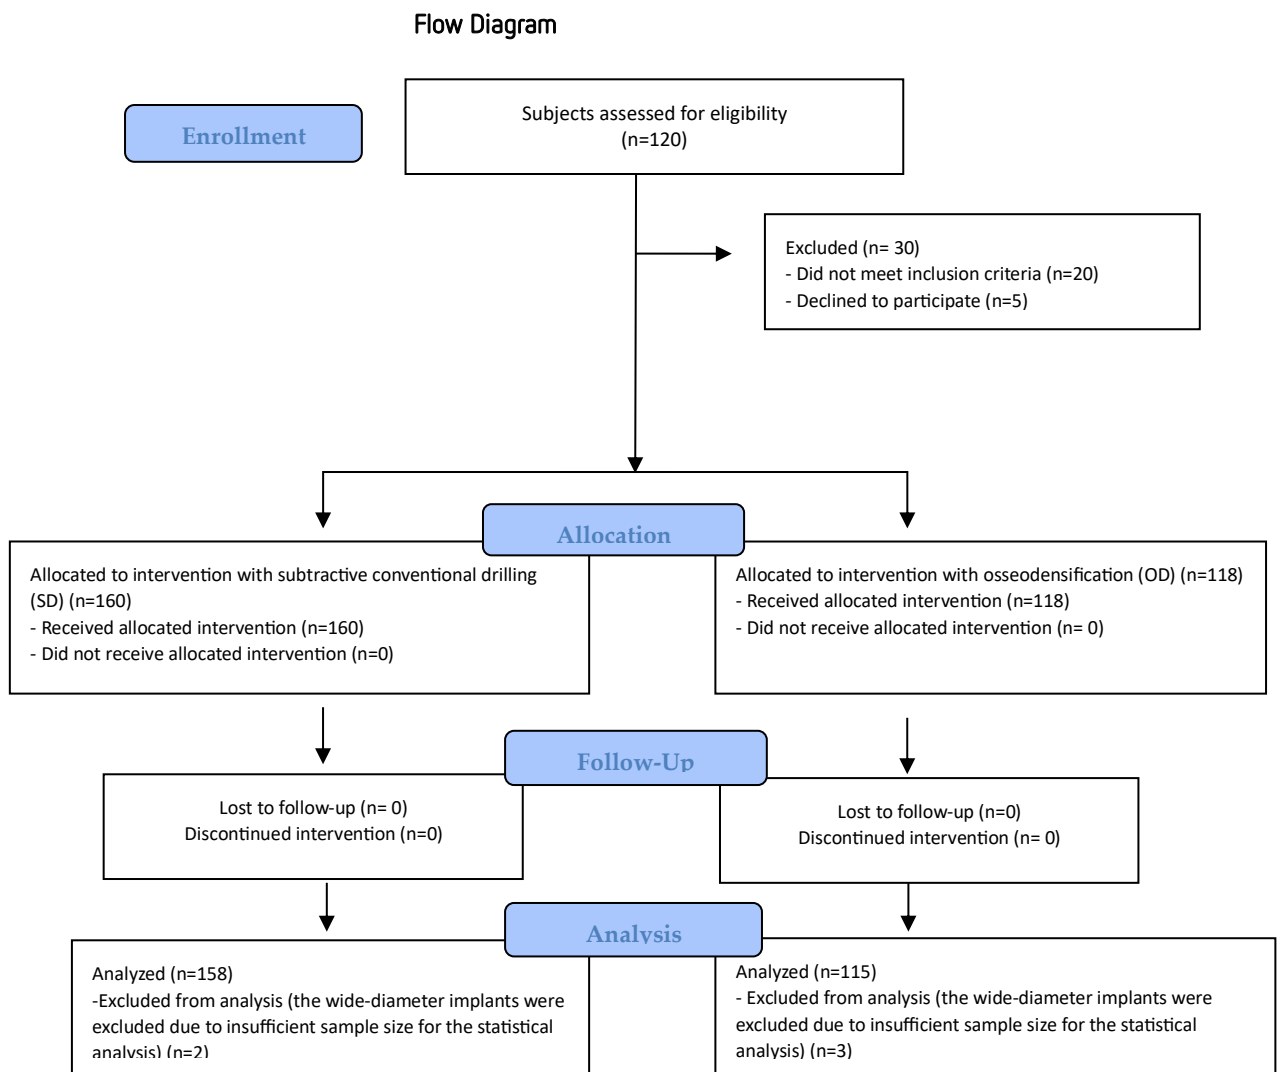 Flow Diagram
Enrollment
Subjects assessed for eligibility
(n=120)
Excluded (n= 30)
- Did not meet inclusion criteria (n=20)
- Declined to participate (n=5)
Allocation
Allocated to intervention with subtractive conventional drilling
(SD) (n=160)
- Received allocated intervention (n=160)
- Did not receive allocated intervention (n=0)
Allocated to intervention with osseodensification (OD) (n=118)
- Received allocated intervention (n=118)
- Did not receive allocated intervention (n= 0)
Follow-Up
Lost to follow-up (n= 0)
Discontinued intervention (n=0)
Lost to follow-up (n=0)
Discontinued intervention (n= 0)
Analysis
Analyzed (n=158)
-Excluded from analysis (the wide-diameter implants were
excluded due to insufficient sample size for the statistical
analysis) (n=2)
Analyzed (n=115)
- Excluded from analysis (the wide-diameter implants were
excluded due to insufficient sample size for the statistical
analysis) (n=3)